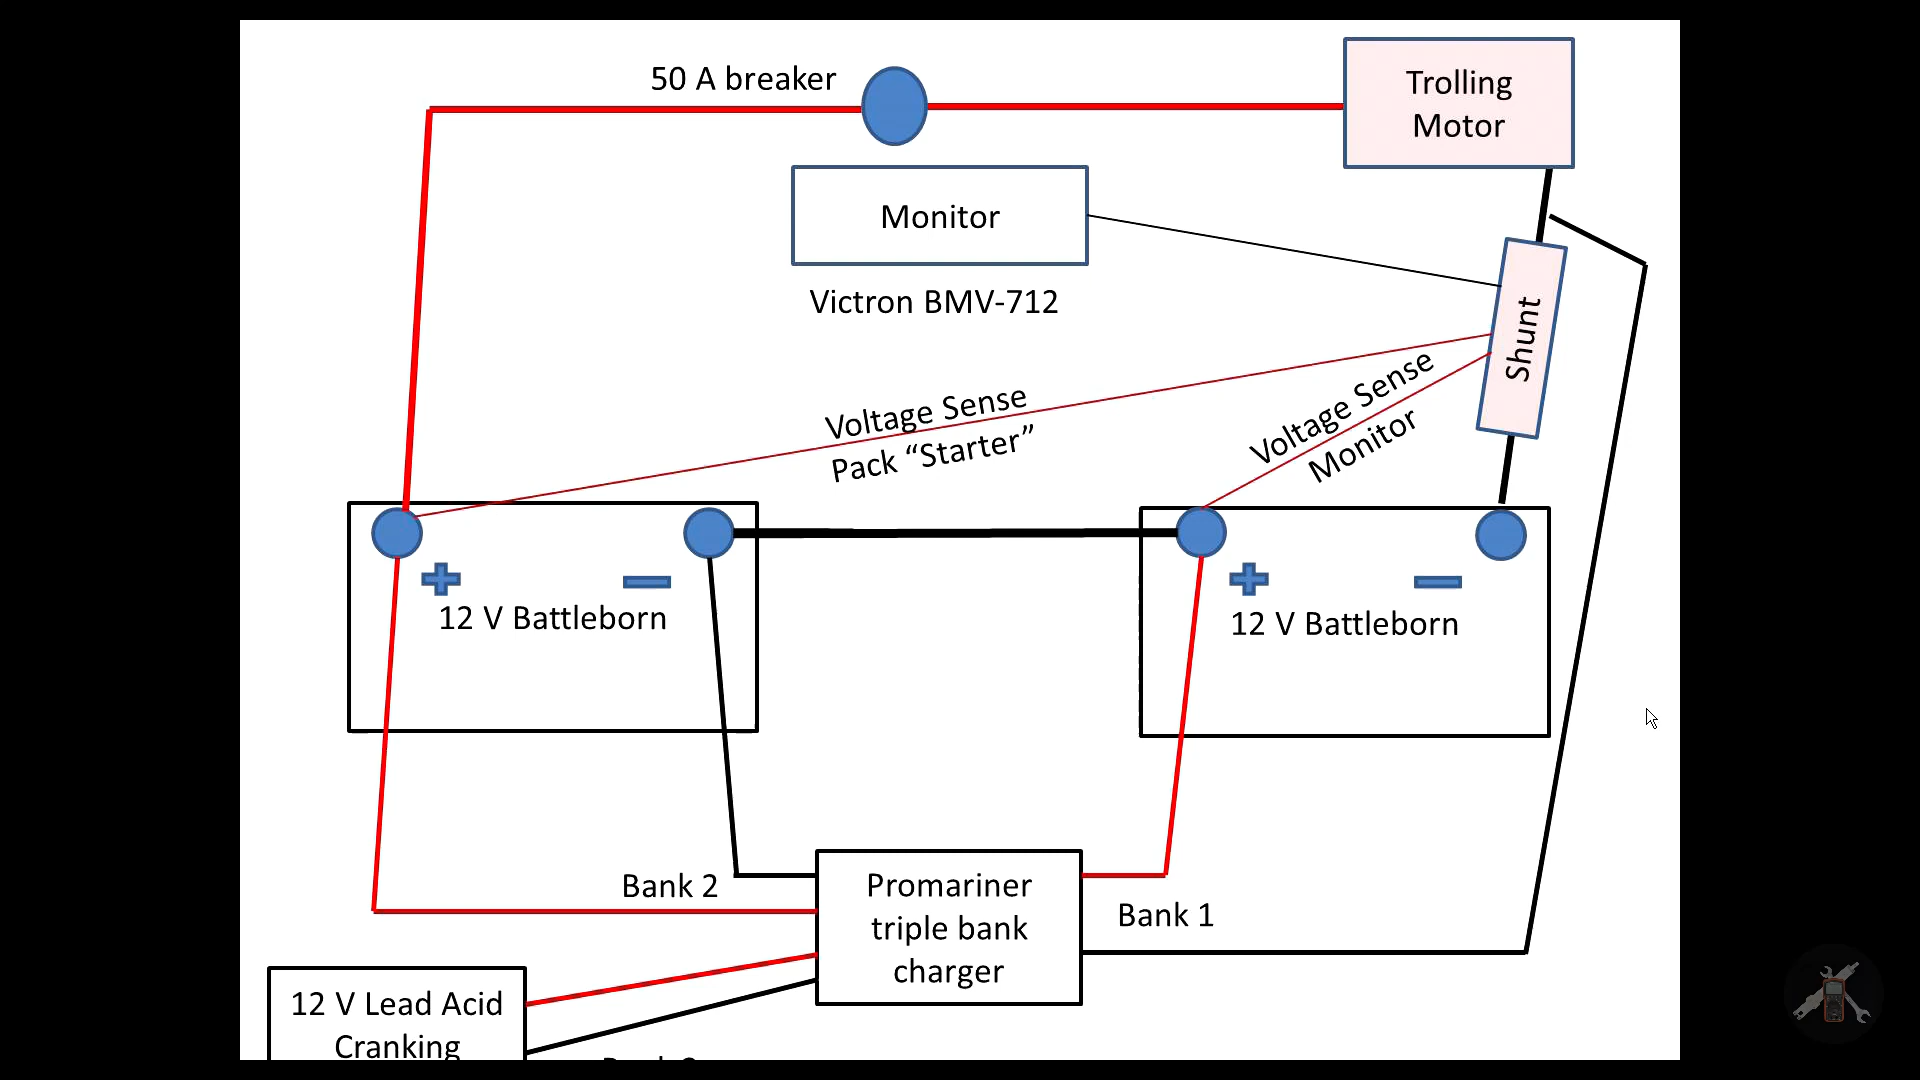 50 A breaker
Trolling
Motor
Monitor
Victron BMV-712
Shunt
Voltage Sense
Pack “Starter”
Voltage Sense
Monitor
12 V Battleborn
12 V Battleborn
Bank 2
Promariner
triple bank
charger
Bank 1
12 V Lead Acid
Cranking